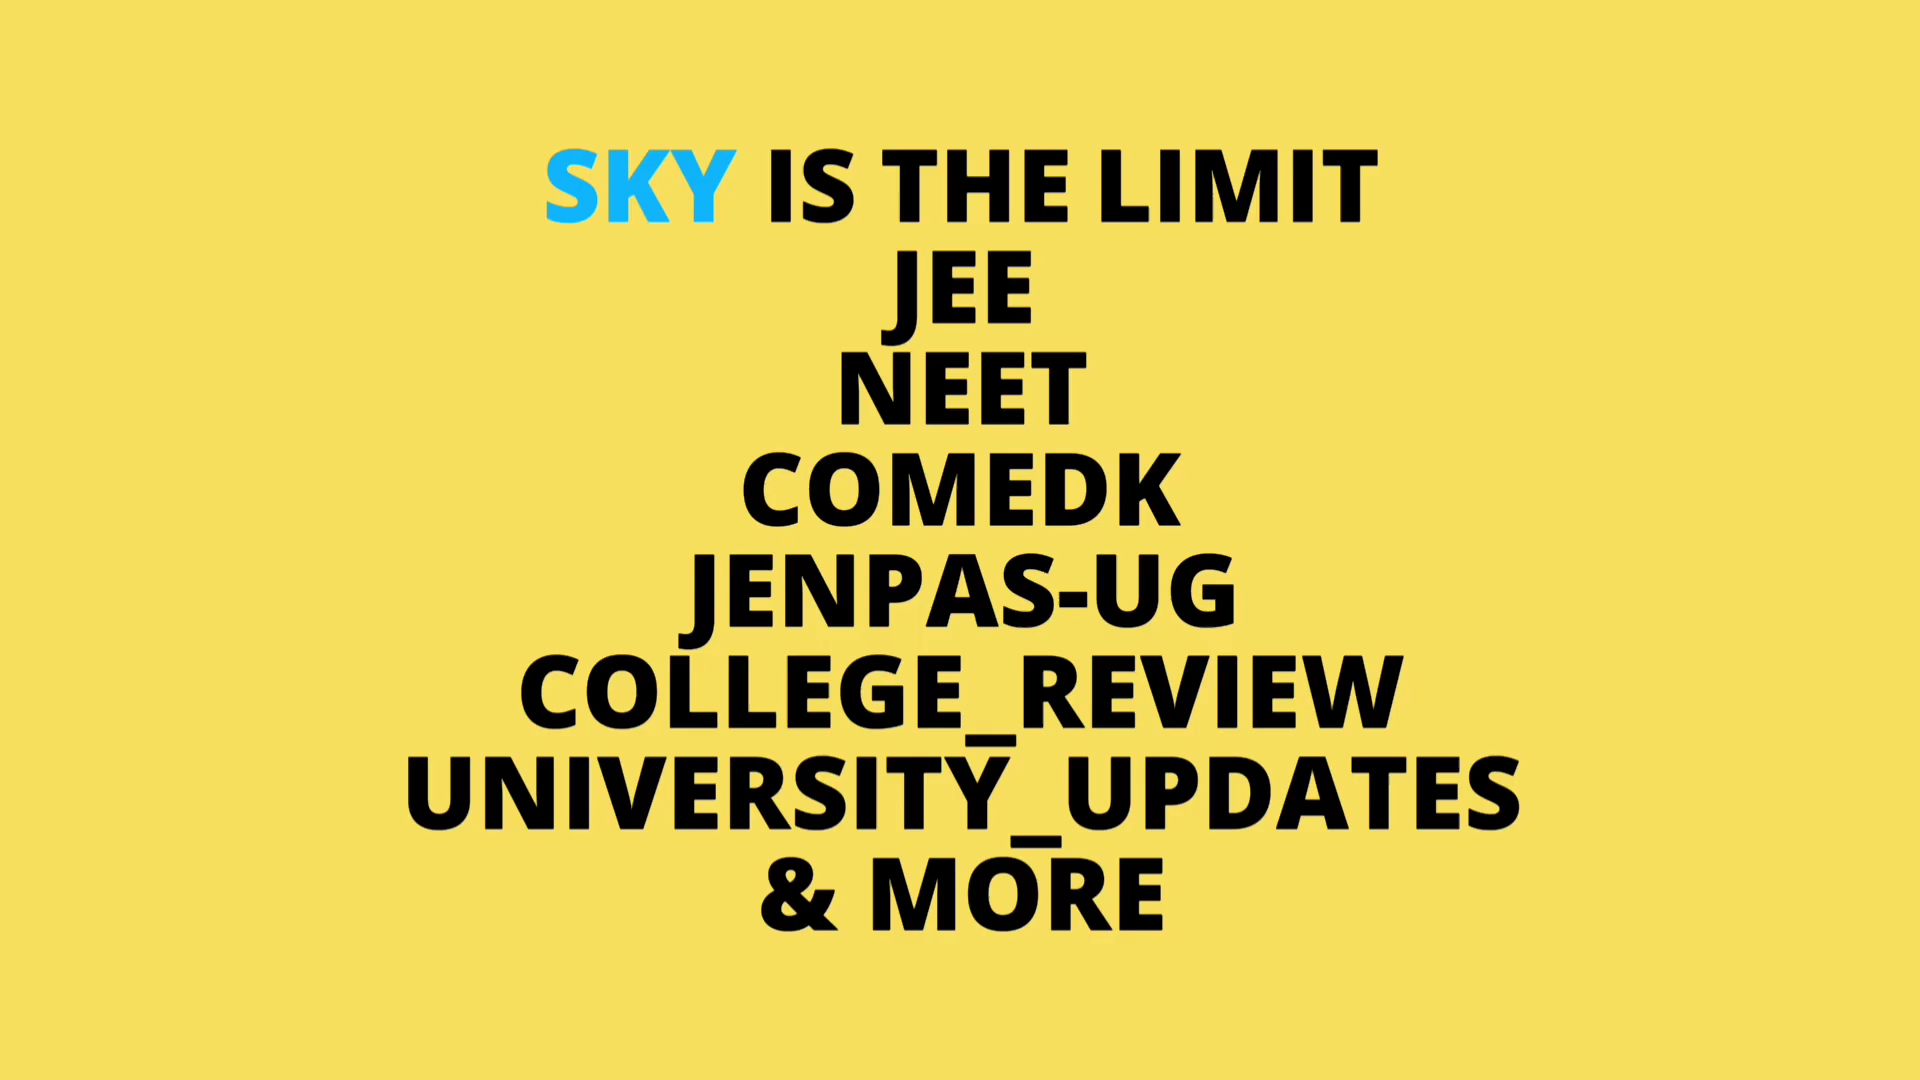 SKY IS THE LIMIT
JEE
NEET
COMEDK
JENPAS-UG
COLLEGE_REVIEW
UNIVERSITY_UPDATES
& MORE